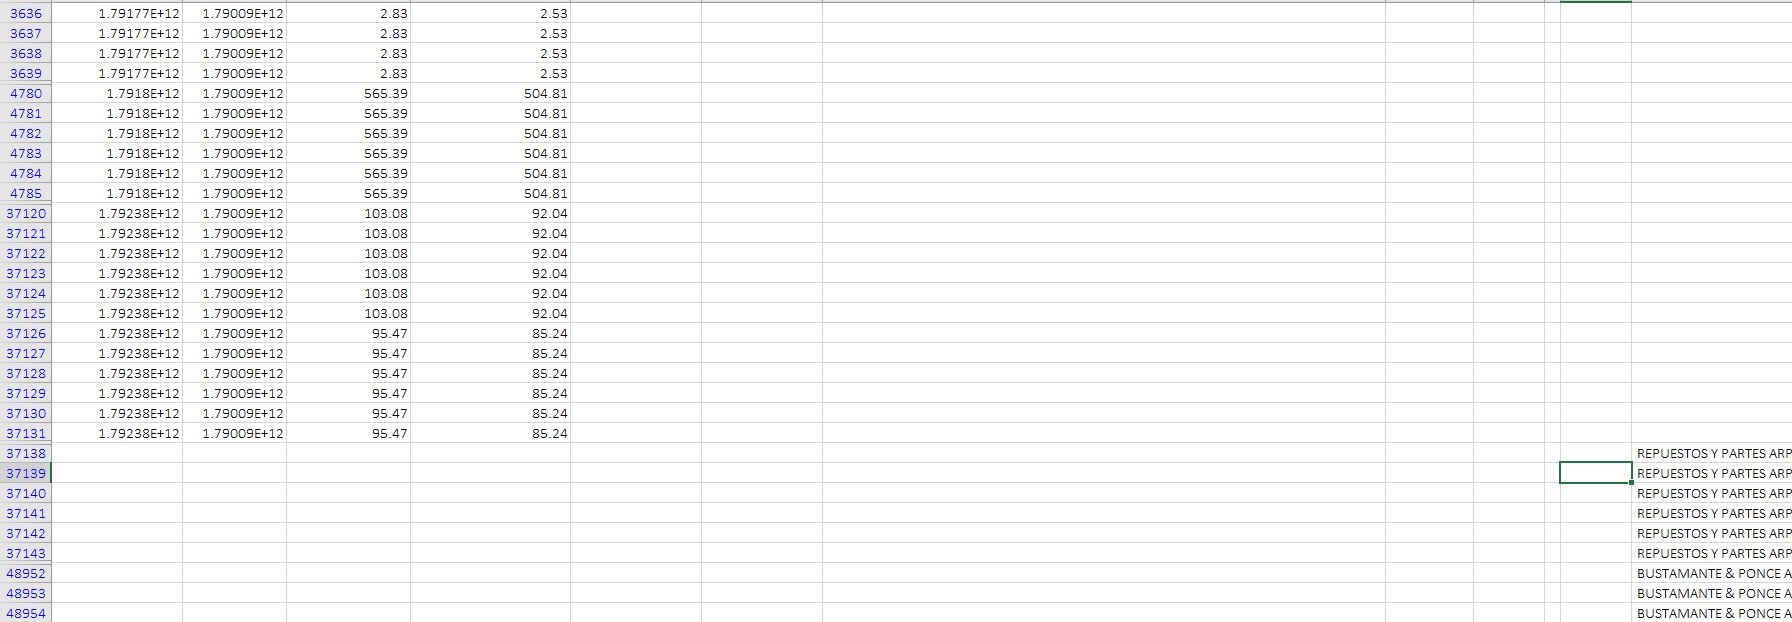 3636 1.79177E+12 1.79009E+12 2.83 2.53
3637 1.79177E+12 1.79009E+12 2.83 2.53
3638 1.79177E+12 1.79009E+12 2.83 2.53
3639 1.79177E+12 1.79009E+12 2.83 2.53
4780 1.7918E+12 1.79009E+12 565.39 504.81
4781 1.7918E+12 1.79009E+12 565.39 504.81
4782 1.7918E+12 1.79009E+12 565.39 504.81
4783 1.7918E+12 1.79009E+12 565.39 504.81
4784 1.7918E+12 1.79009E+12 565.39 504.81
4785 1.7918E+12 1.79009E+12 565.39 504.81
37120 1.79238E+12 1.79009E+12 103.08 92.04
37121 1.79238E+12 1.79009E+12 103.08 92.04
37122 1.79238E+12 1.79009E+12 103.08 92.04
37123 1.79238E+12 1.79009E+12 103.08 92.04
37124 1.79238E+12 1.79009E+12 103.08 92.04
37125 1.79238E+12 1.79009E+12 103.08 92.04
37126 1.79238E+12 1.79009E+12 95.47 85.24
37127 1.79238E+12 1.79009E+12 95.47 85.24
37128 1.79238E+12 1.79009E+12 95.47 85.24
37129 1.79238E+12 1.79009E+12 95.47 85.24
37130 1.79238E+12 1.79009E+12 95.47 85.24
37131 1.79238E+12 1.79009E+12 95.47 85.24
37138 REPUESTOS Y PARTES ARP
37139 REPUESTOS Y PARTES ARP
37140 REPUESTOS Y PARTES ARP
37141 REPUESTOS Y PARTES ARP
37142 REPUESTOS Y PARTES ARP
37143 REPUESTOS Y PARTES ARP
48952 BUSTAMANTE & PONCE A
48953 BUSTAMANTE & PONCE A
48954 BUSTAMANTE & PONCE A